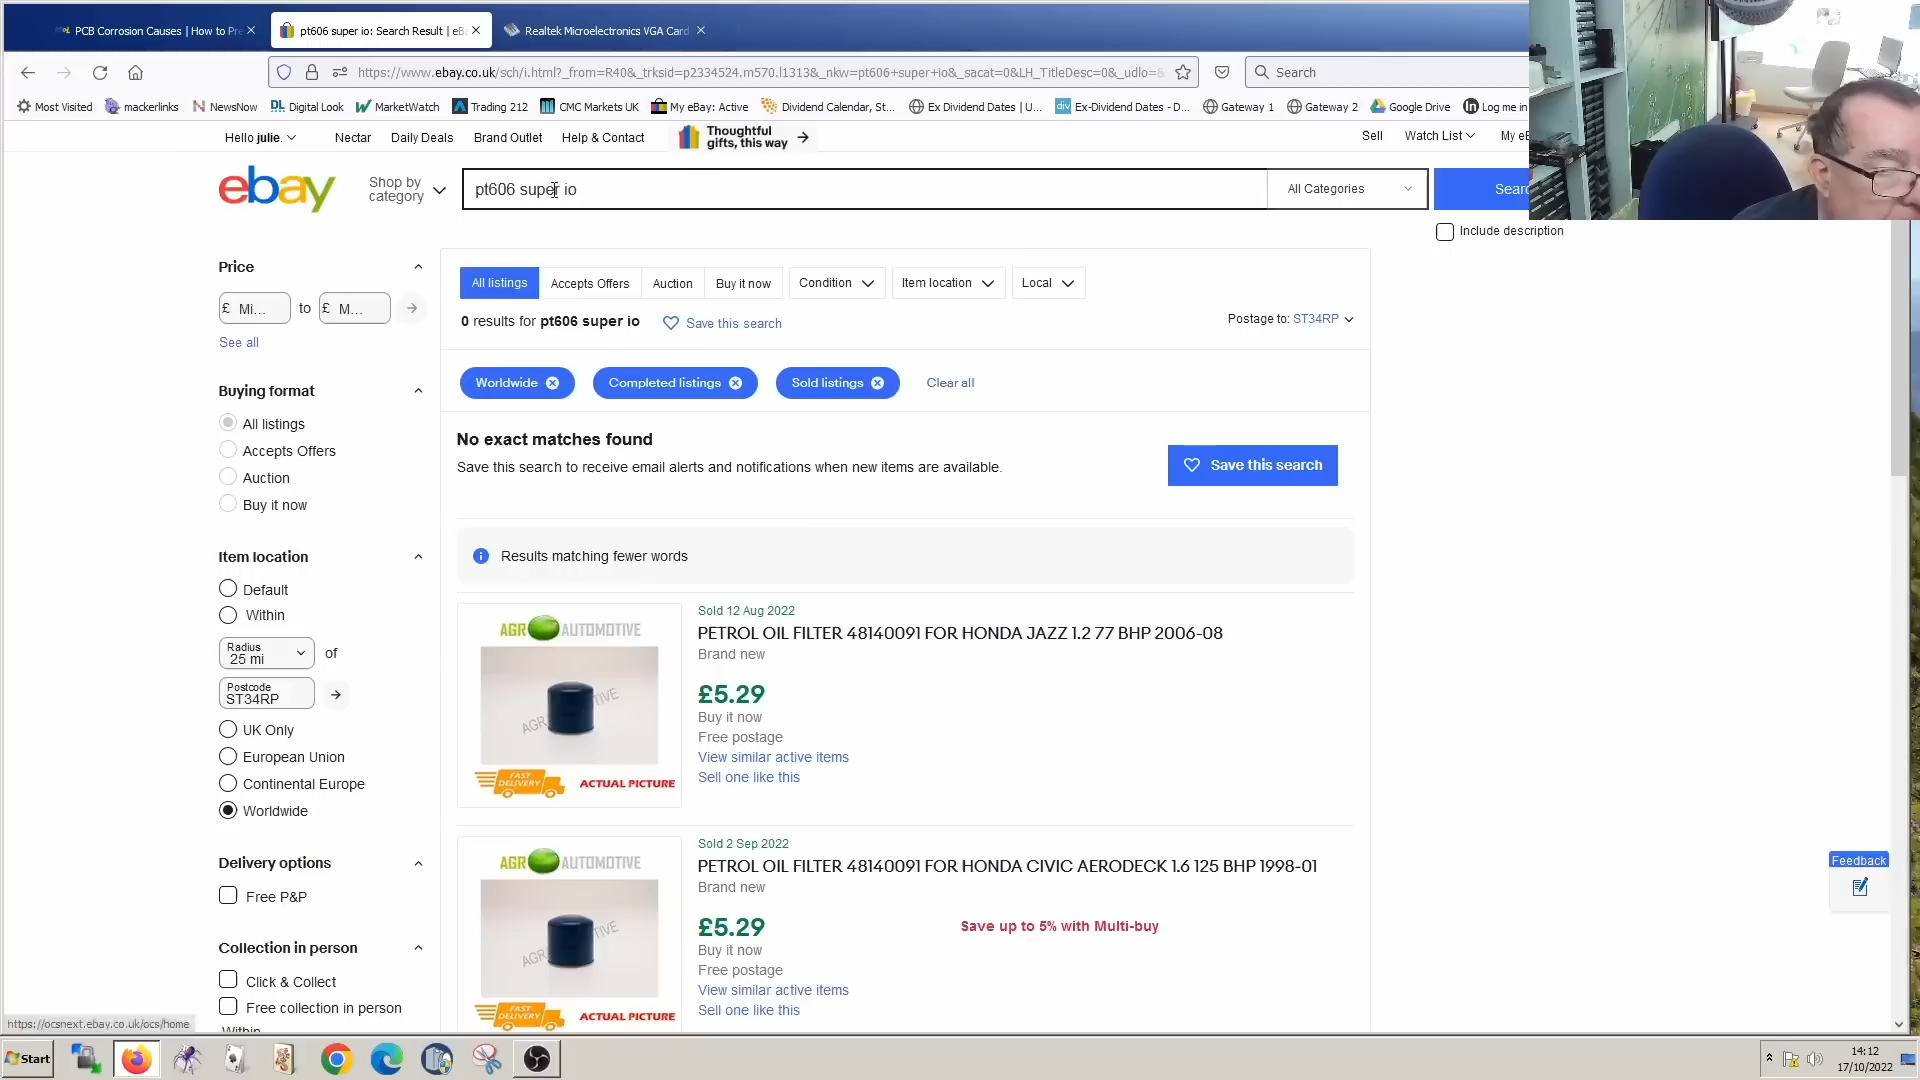 PCB Corrosion Causes | How to Pre
pt606 super io: Search Result | eB
Realtek Microelectronics VGA Card
https://www.ebay.co.uk/sch/i.html?_from=R40&_trksid=p2334524.m570.l1313&_nkw=pt606+super+io&_sacat=0&LH_TitleDesc=0&_udlo=&
Search
Most Visited
mackerlinks
NewsNow
DL Digital Look
MarketWatch
Trading 212
CMC Markets UK
My eBay: Active
Dividend Calendar, St...
Ex Dividend Dates | U...
div Ex-Dividend Dates - D...
Gateway 1
Gateway 2
Google Drive
Log me in
Hello julie.
Nectar
Daily Deals
Brand Outlet
Help & Contact
Thoughtful
gifts, this way
Sell
Watch List
My eB
ebay
Shop by
category
pt606 super io
All Categories
Searc
Include description
Price
£ Mi...
to
£ M...
See all
Buying format
All listings
Accepts Offers
Auction
Buy it now
Item location
Default
Within
Radius
25 mi
of
Postcode
ST34RP
UK Only
European Union
Continental Europe
Worldwide
Delivery options
Free P&P
Collection in person
Click & Collect
Free collection in person
Within
All listings
Accepts Offers
Auction
Buy it now
Condition
Item location
Local
0 results for pt606 super io
Save this search
Postage to: ST34RP
Worldwide
Completed listings
Sold listings
Clear all
No exact matches found
Save this search to receive email alerts and notifications when new items are available.
Save this search
Results matching fewer words
AGR AUTOMOTIVE
AGR
TIVE
FAST
DELIVERY
ACTUAL PICTURE
Sold 12 Aug 2022
PETROL OIL FILTER 48140091 FOR HONDA JAZZ 1.2 77 BHP 2006-08
Brand new
£5.29
Buy it now
Free postage
View similar active items
Sell one like this
AGR AUTOMOTIVE
AGR
TIVE
FAST
DELIVERY
ACTUAL PICTURE
Sold 2 Sep 2022
PETROL OIL FILTER 48140091 FOR HONDA CIVIC AERODECK 1.6 125 BHP 1998-01
Brand new
£5.29
Save up to 5% with Multi-buy
Buy it now
Free postage
View similar active items
Sell one like this
Feedback
https://ocsnext.ebay.co.uk/ocs/home
Start
14:12
17/10/2022